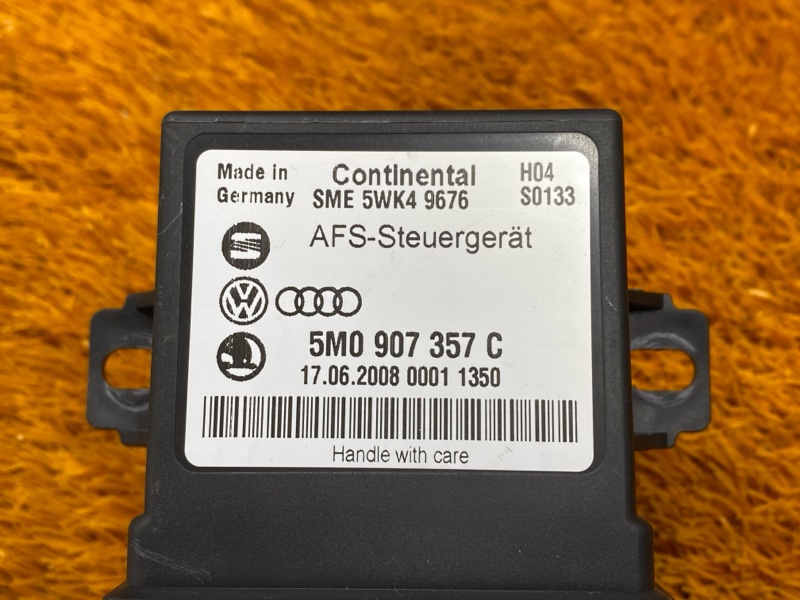 Made in Continental H04
Germany SME 5WK4 9676 S0133
AFS-Steuergerät
5M0 907 357 C
17.06.2008 0001 1350
Handle with care